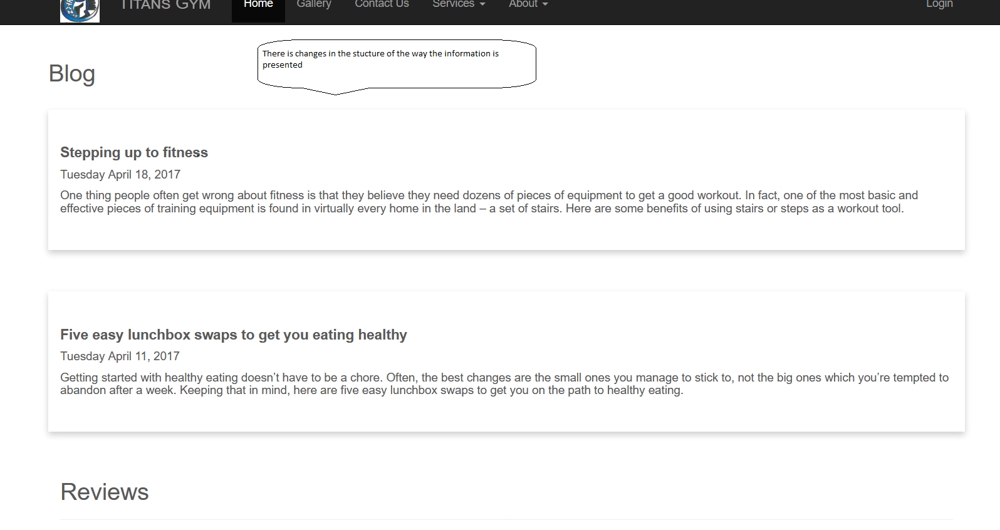 TITANS GYM Home Gallery Contact Us Services About Login
There is changes in the stucture of the way the information is
presented
Blog
Stepping up to fitness
Tuesday April 18, 2017
One thing people often get wrong about fitness is that they believe they need dozens of pieces of equipment to get a good workout. In fact, one of the most basic and
effective pieces of training equipment is found in virtually every home in the land – a set of stairs. Here are some benefits of using stairs or steps as a workout tool.
Five easy lunchbox swaps to get you eating healthy
Tuesday April 11, 2017
Getting started with healthy eating doesn’t have to be a chore. Often, the best changes are the small ones you manage to stick to, not the big ones which you’re tempted to
abandon after a week. Keeping that in mind, here are five easy lunchbox swaps to get you on the path to healthy eating.
Reviews